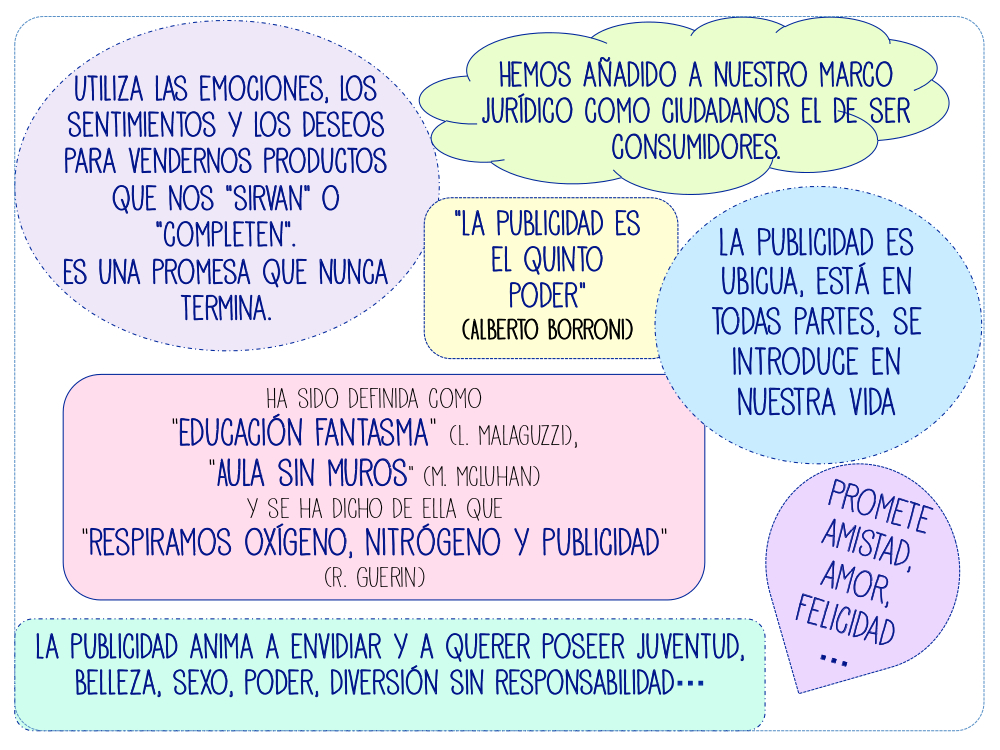 UTILIZA LAS EMOCIONES, LOS
SENTIMIENTOS Y LOS DESEOS
PARA VENDERNOS PRODUCTOS
QUE NOS "SIRVAN" O
"COMPLETEN".
ES UNA PROMESA QUE NUNCA
TERMINA.
HEMOS AÑADIDO A NUESTRO MARCO
JURÍDICO COMO CIUDADANOS EL DE SER
CONSUMIDORES.
"LA PUBLICIDAD ES
EL QUINTO
PODER"
(ALBERTO BORRONI)
LA PUBLICIDAD ES
UBICUA, ESTÁ EN
TODAS PARTES, SE
INTRODUCE EN
NUESTRA VIDA
HA SIDO DEFINIDA COMO
"EDUCACIÓN FANTASMA" (L. MALAGUZZI),
"AULA SIN MUROS" (M. MCLUHAN)
Y SE HA DICHO DE ELLA QUE
"RESPIRAMOS OXÍGENO, NITRÓGENO Y PUBLICIDAD"
(R. GUERIN)
PROMETE
AMISTAD,
AMOR,
FELICIDAD
...
LA PUBLICIDAD ANIMA A ENVIDIAR Y A QUERER POSEER JUVENTUD,
BELLEZA, SEXO, PODER, DIVERSIÓN SIN RESPONSABILIDAD...